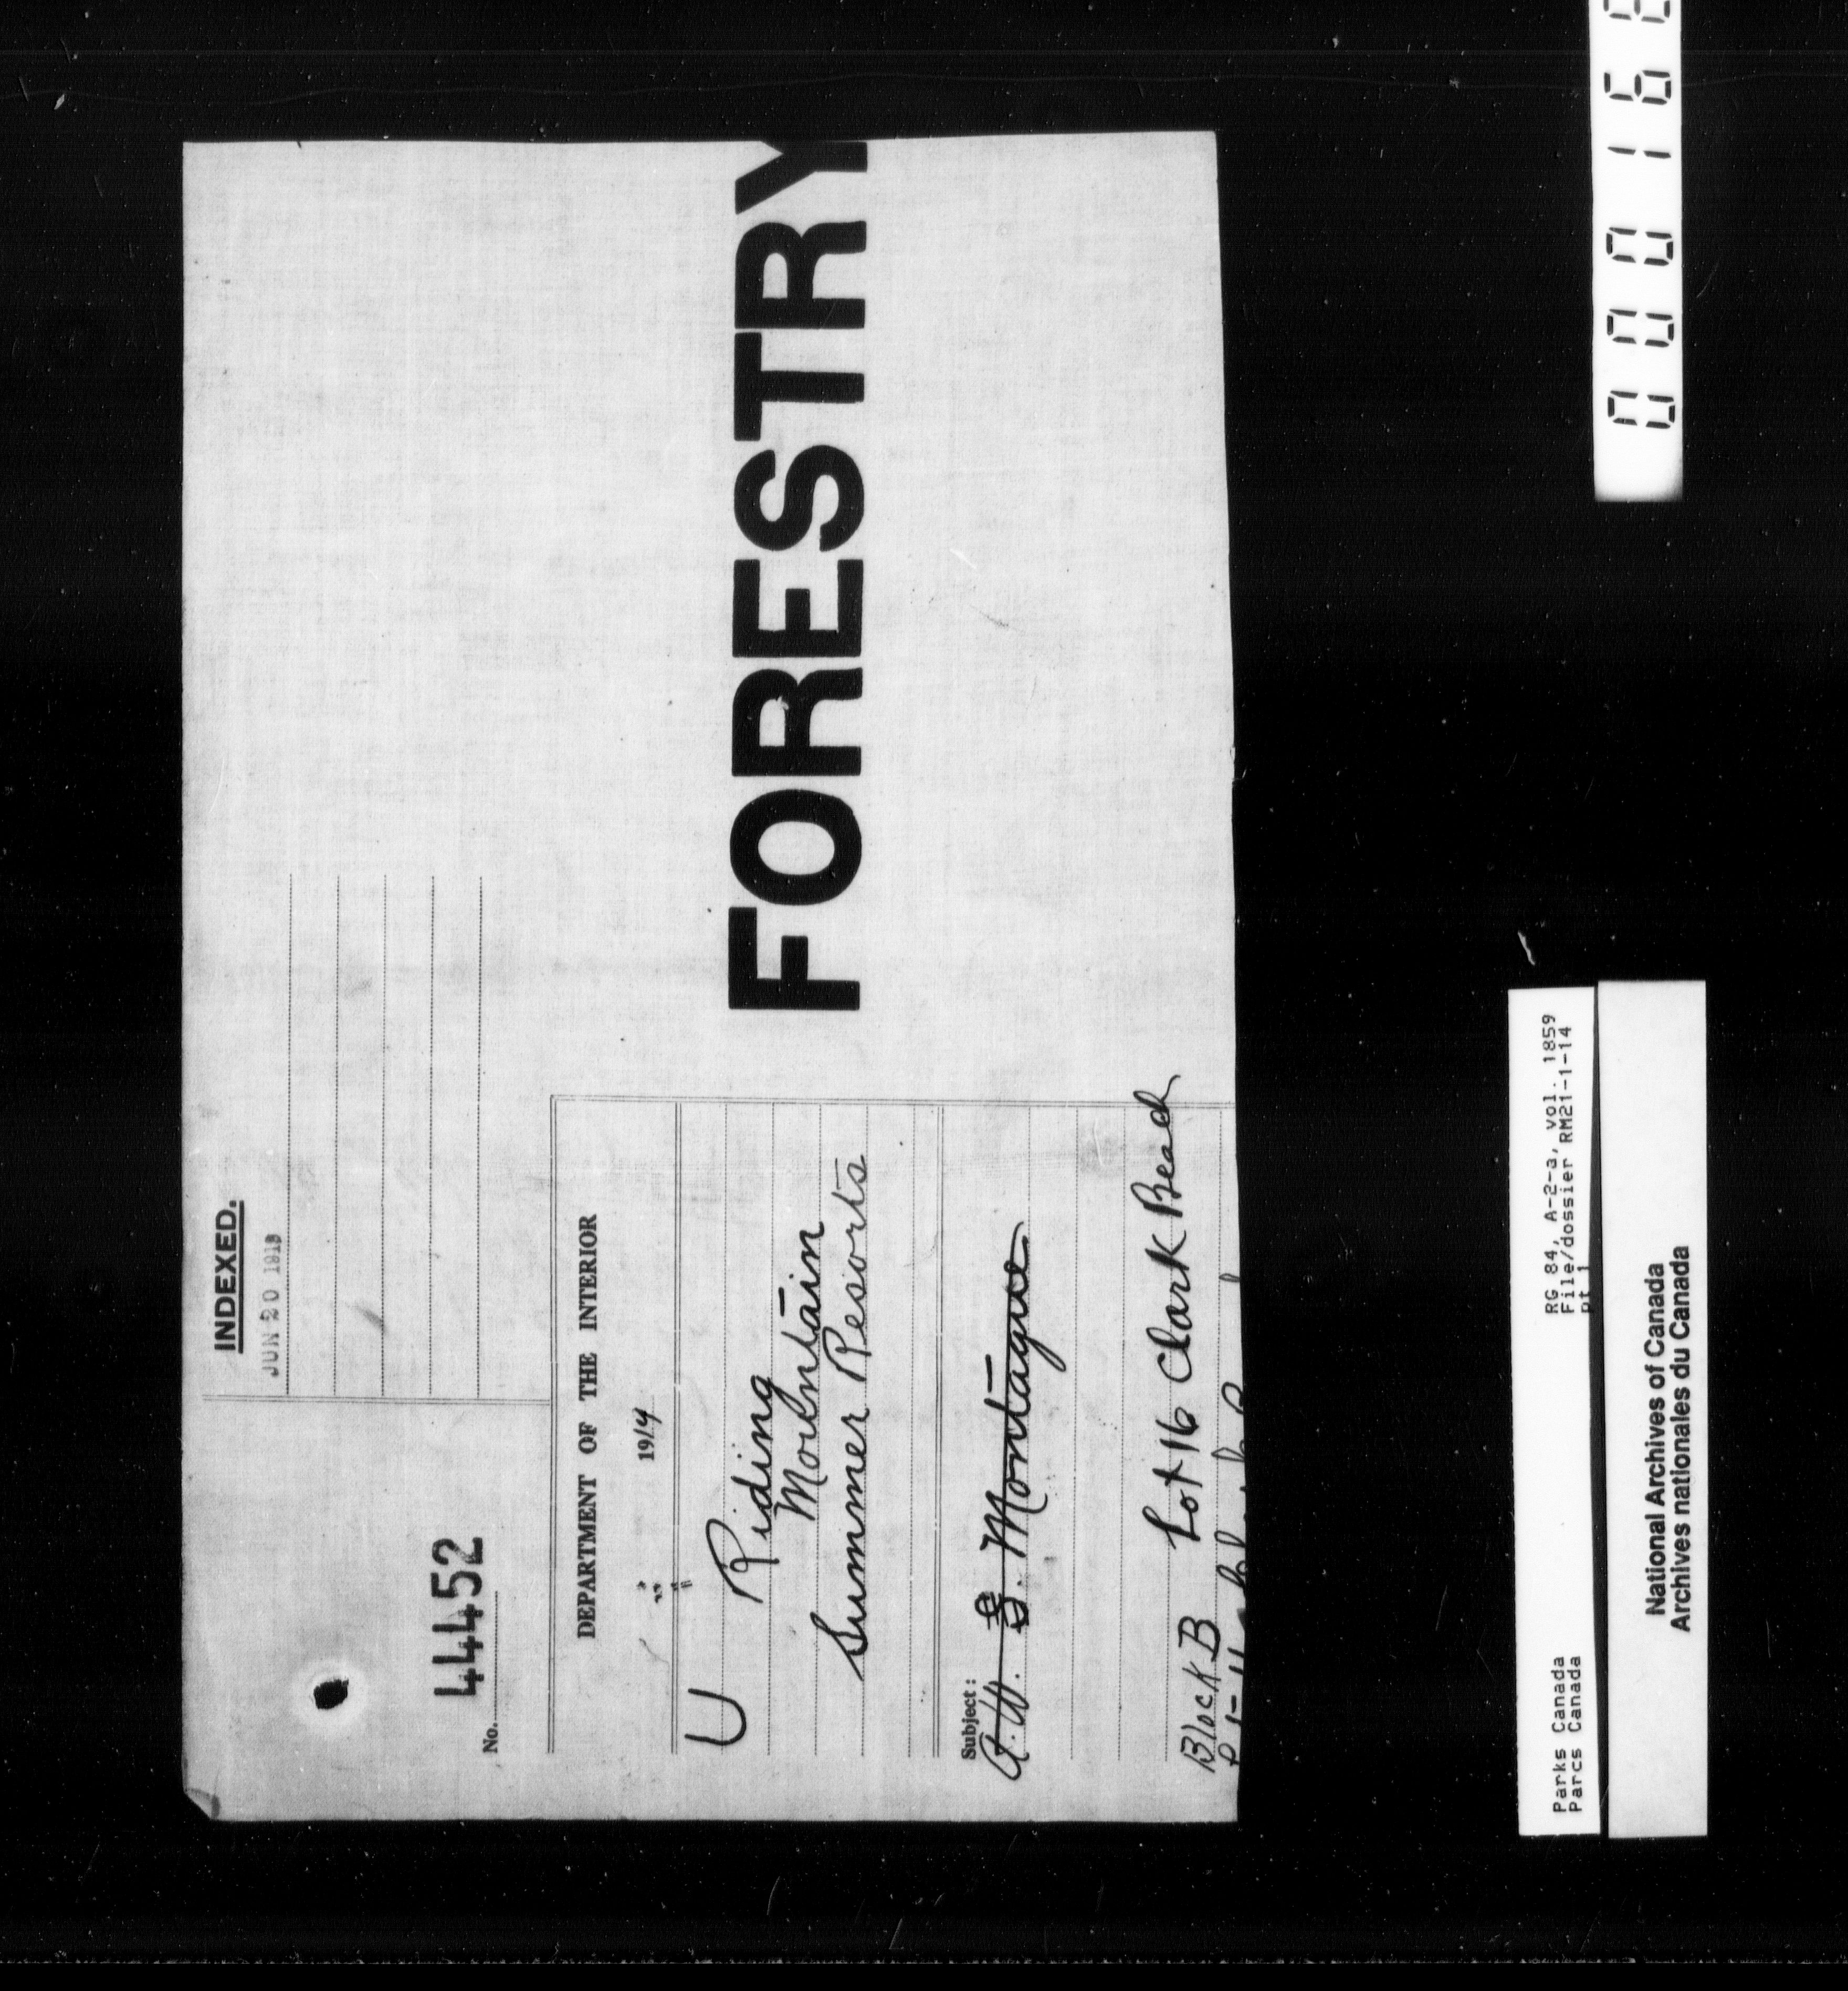 INDEXED.
JUN 20 1913
No. 44452
DEPARTMENT OF THE INTERIOR
1914
U Riding
Mountain
Summer Resorts
FORESTRY
Subject:
A.W. Montague
Lot 16 Clark Beach
Block B
Parks Canada
Parcs Canada
RG 84, A-2-a, vol. 1859
File/dossier RM21-1-14
pt 1
National Archives of Canada
Archives nationales du Canada
00016